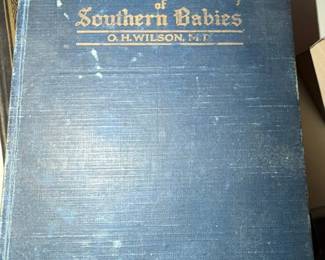 of
Southern Babies
O.H.WILSON, M.D.